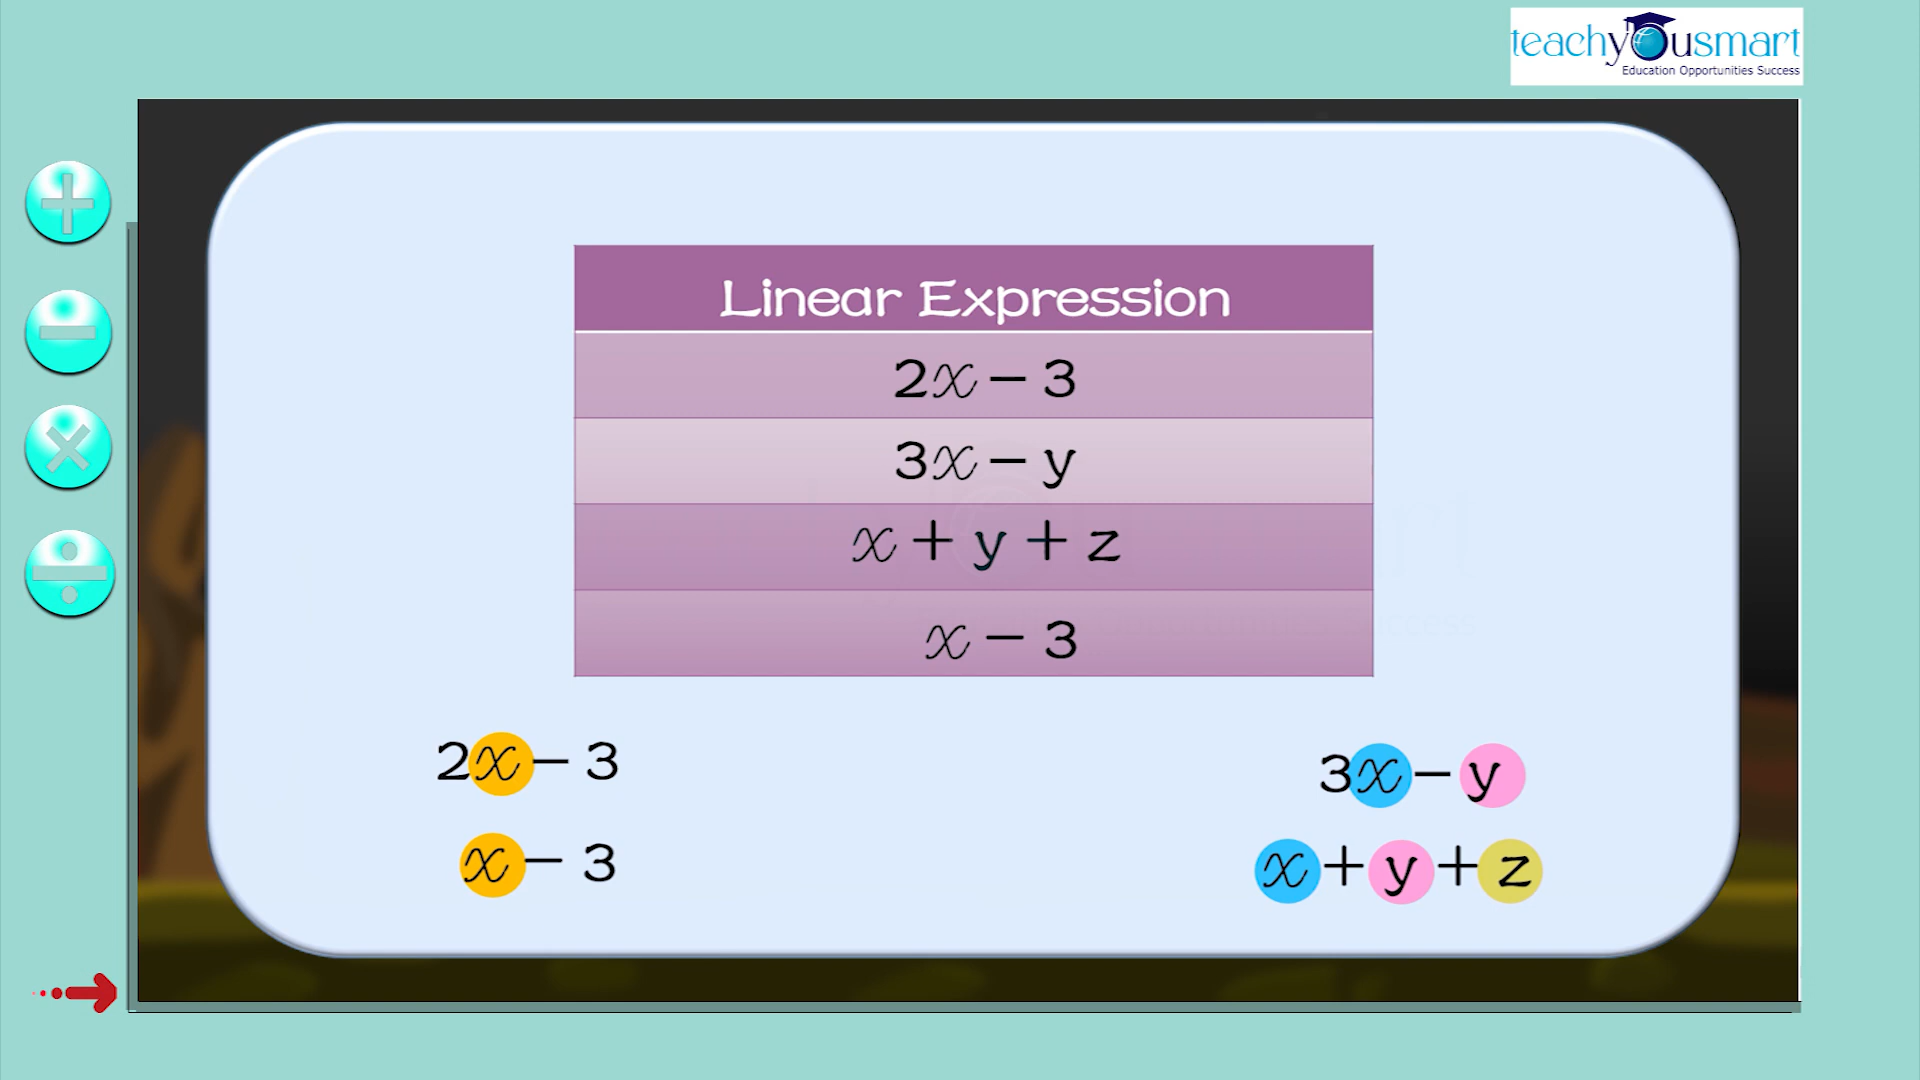 teachyousmart
Education Opportunities Success
Linear Expression
2x − 3
3x − y
x + y + z
x − 3
2x − 3
3x − y
x − 3
x + y + z